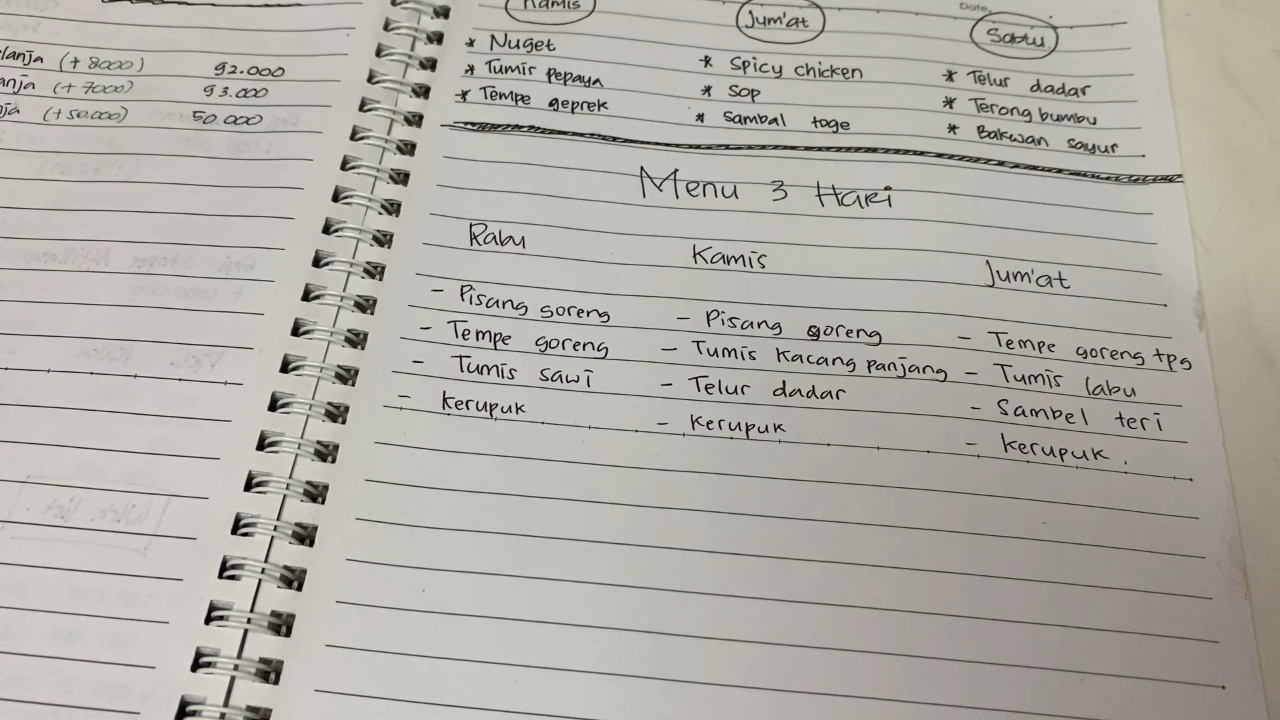 (+ 8000) 92.000
(+ 7000) 93.000
(+ 50.000) 50.000
Kamis Jum'at Sabtu
Date
* Nuget * Spicy chicken * Telur dadar
* Tumis pepaya * Sop * Terong bumbu
* Tempe geprek * Sambal toge * Bakwan sayur
Menu 3 Hari
Rabu Kamis Jum'at
- Pisang goreng - Pisang goreng - Tempe goreng tpg
- Tempe goreng - Tumis Kacang panjang - Tumis labu
- Tumis sawi - Telur dadar - Sambel teri
- Kerupuk - Kerupuk - Kerupuk.